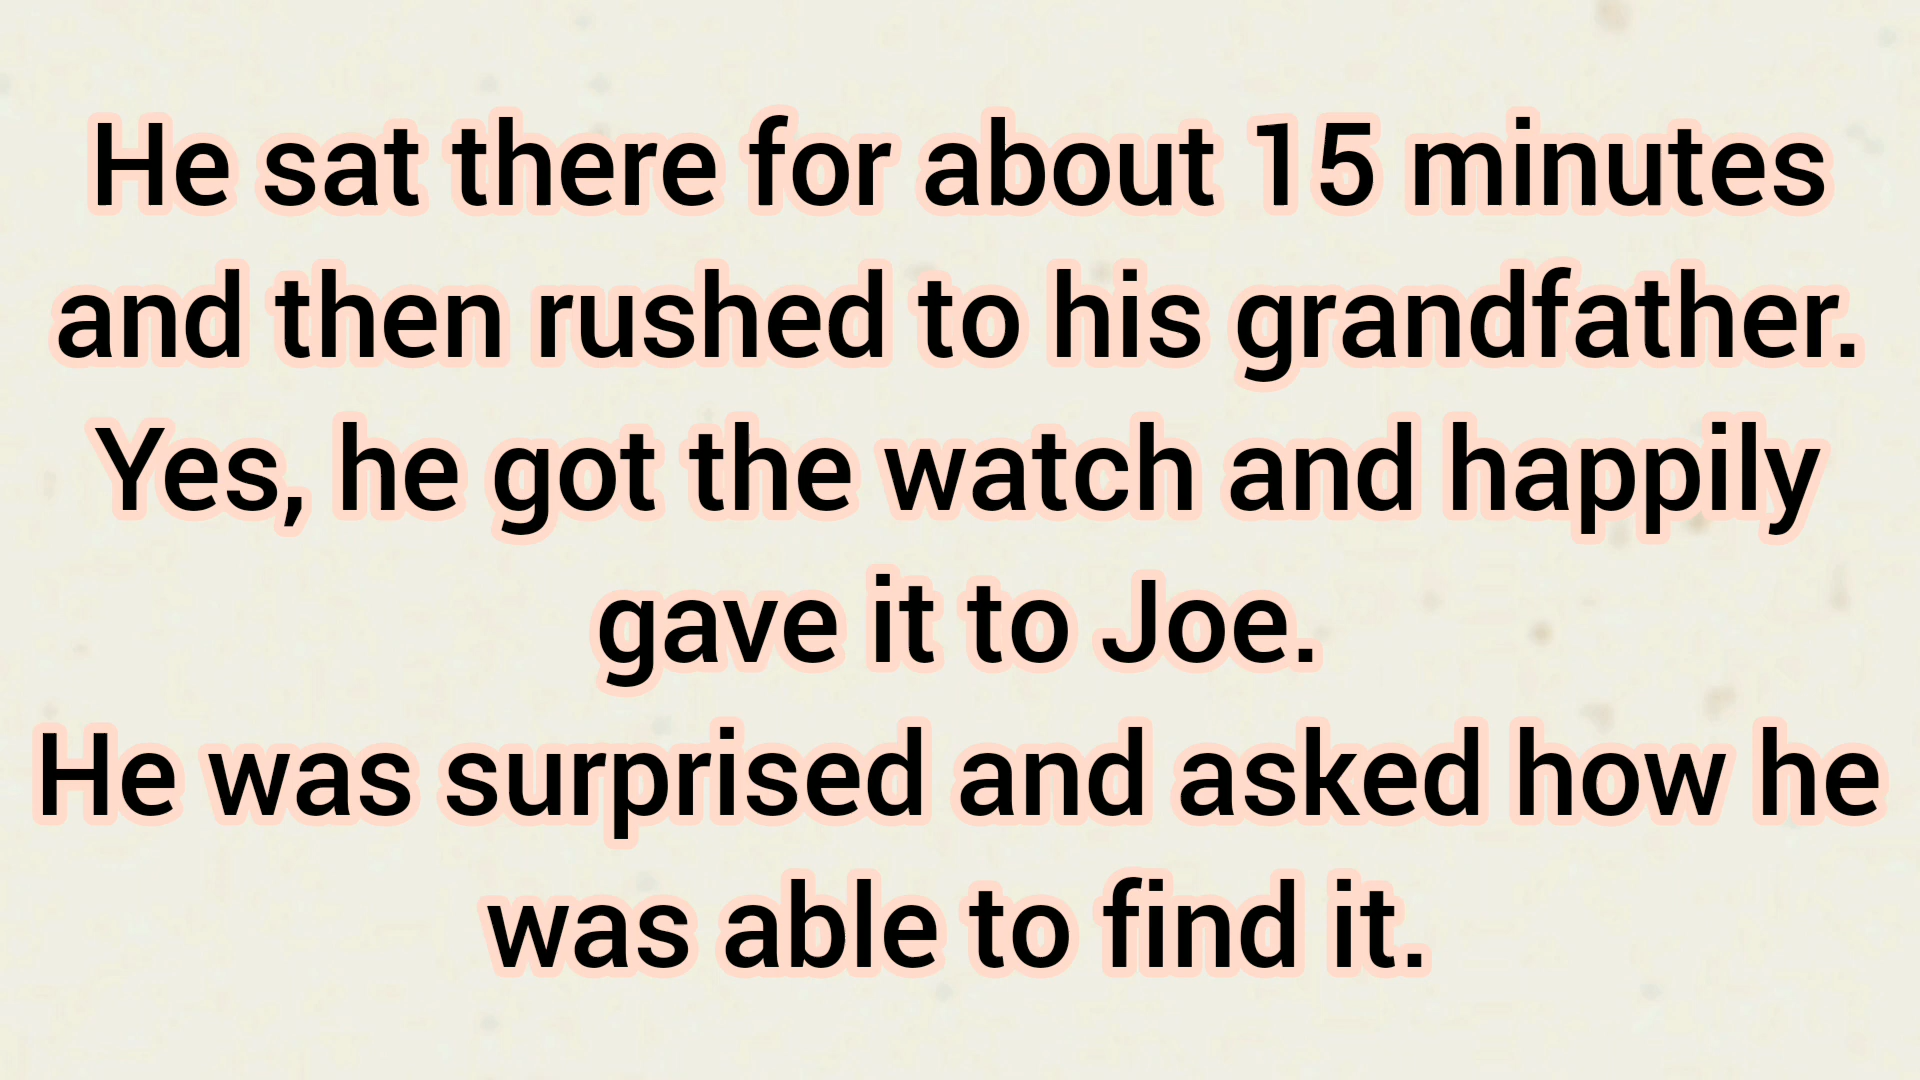 He sat there for about 15 minutes
and then rushed to his grandfather.
Yes, he got the watch and happily
gave it to Joe.
He was surprised and asked how he
was able to find it.